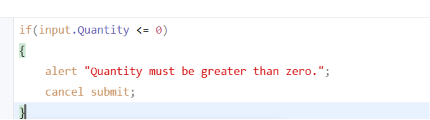 if(input.Quantity <= 0)
{
    alert "Quantity must be greater than zero.";
    cancel submit;
}